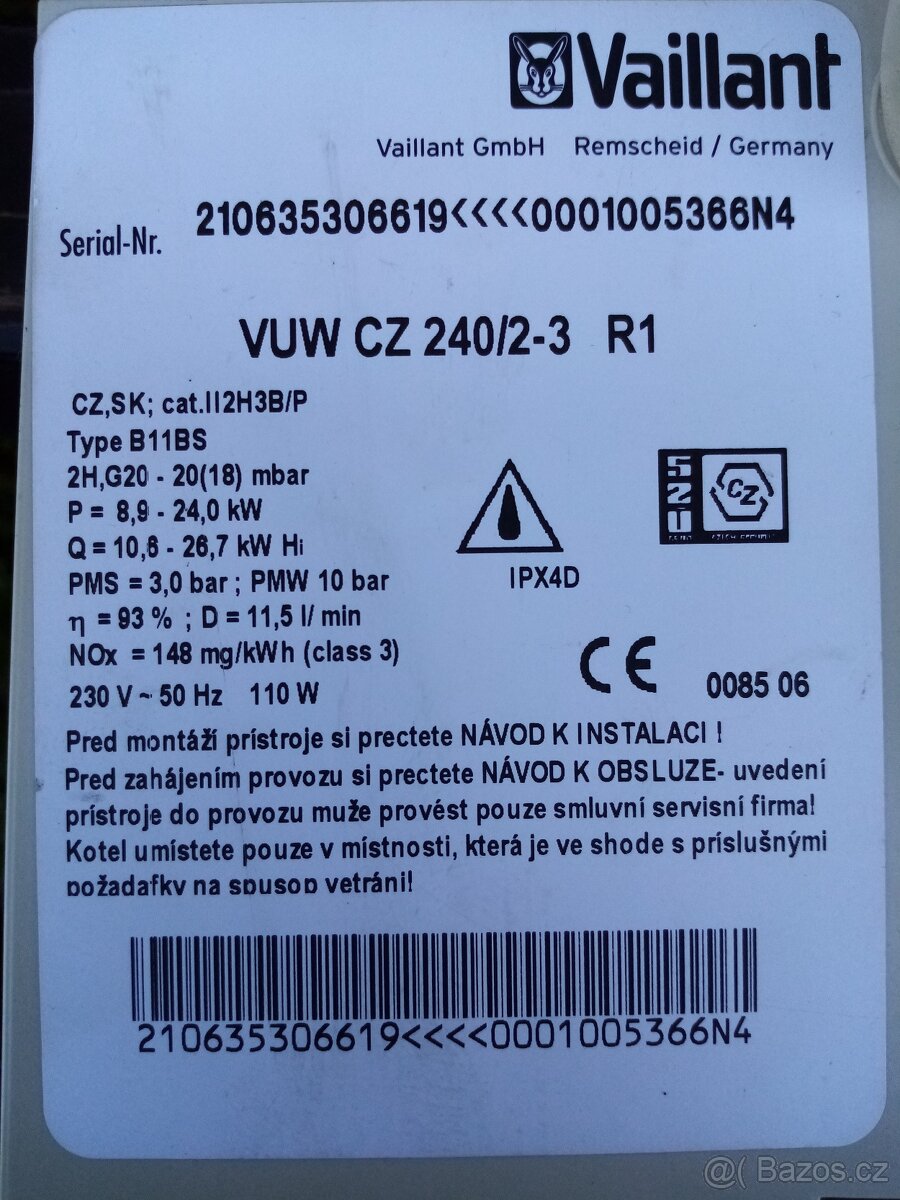 Vaillant
Vaillant GmbH Remscheid / Germany
Serial-Nr. 210635306619<<<<0001005366N4
VUW CZ 240/2-3 R1
CZ,SK; cat.II2H3B/P
Type B11BS
2H,G20 - 20(18) mbar
P = 8,9 - 24,0 kW
Q = 10,6 - 26,7 kW Hi
PMS = 3,0 bar ; PMW 10 bar
η = 93 % ; D = 11,5 l/ min
NOx = 148 mg/kWh (class 3)
230 V ~ 50 Hz 110 W
IPX4D
SZU
CZ
CE 0085 06
Pred montáží prístroje si prectete NÁVOD K INSTALACI !
Pred zahájením provozu si prectete NÁVOD K OBSLUZE- uvedení
prístroje do provozu muže provést pouze smluvní servisní firma!
Kotel umístete pouze v místnosti, která je ve shode s príslušnými
požadafky na spusop vetráni!
210635306619<<<<0001005366N4
@( Bazos.cz